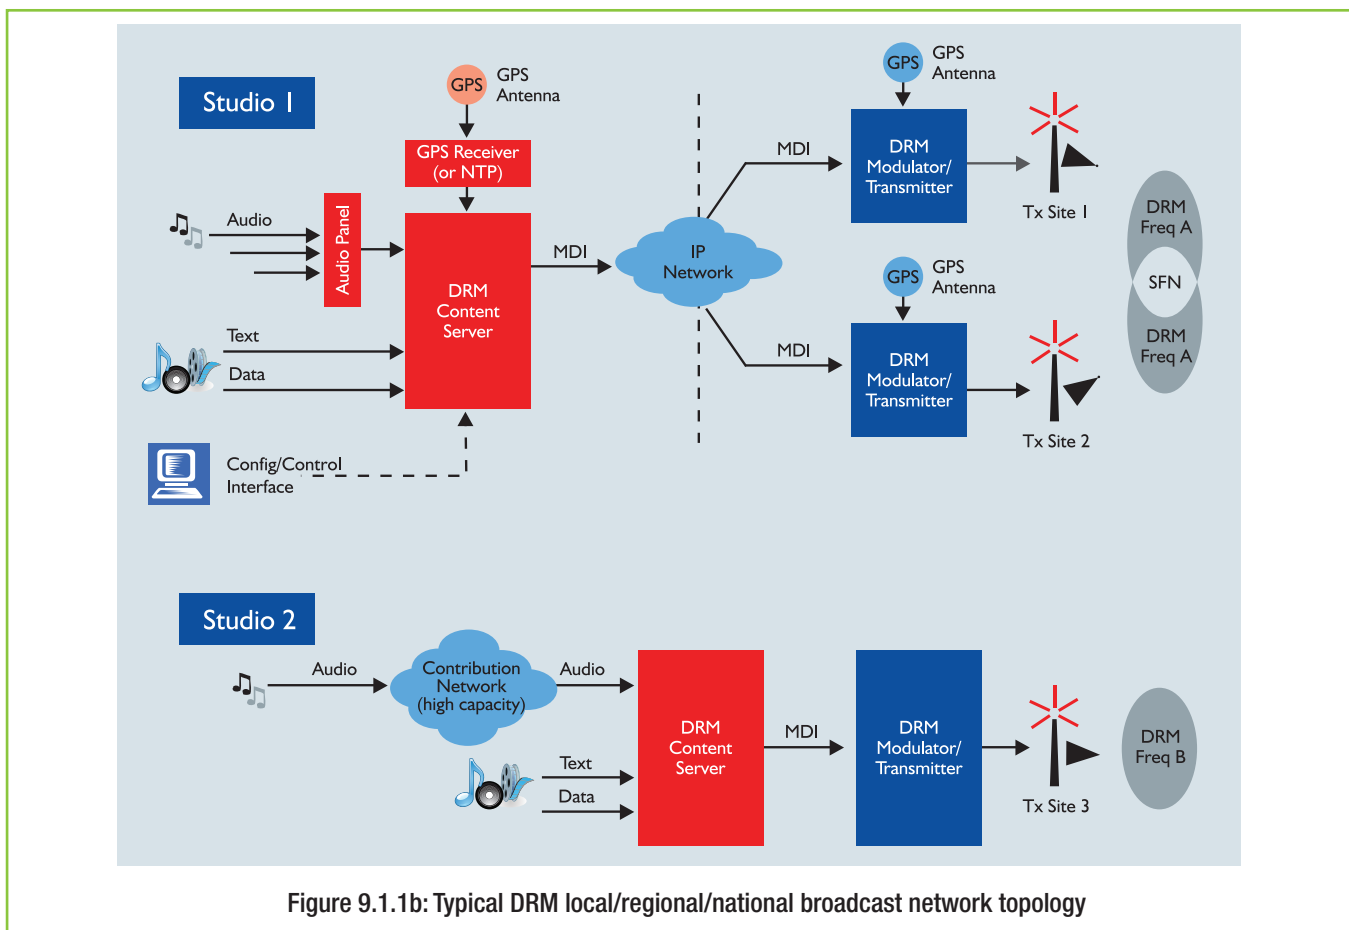 Studio 1
GPS
GPS
Antenna
GPS Receiver
(or NTP)
Audio
Audio Panel
Text
Data
DRM
Content
Server
Config/Control
Interface
MDI
IP
Network
MDI
GPS
GPS
Antenna
DRM
Modulator/
Transmitter
Tx Site 1
MDI
GPS
GPS
Antenna
DRM
Modulator/
Transmitter
Tx Site 2
DRM
Freq A
SFN
DRM
Freq A
Studio 2
Audio
Contribution
Network
(high capacity)
Audio
Text
Data
DRM
Content
Server
MDI
DRM
Modulator/
Transmitter
Tx Site 3
DRM
Freq B
Figure 9.1.1b: Typical DRM local/regional/national broadcast network topology